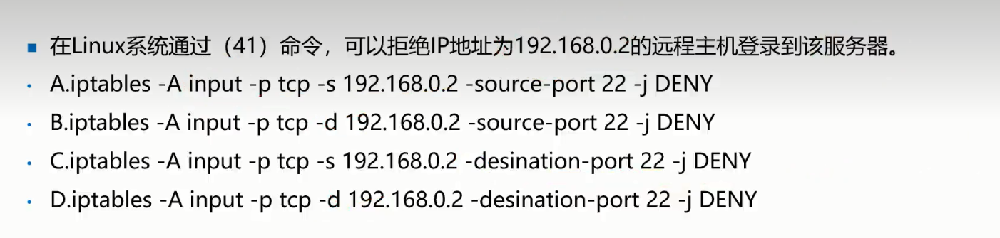 ■ 在Linux系统通过（41）命令，可以拒绝IP地址为192.168.0.2的远程主机登录到该服务器。
• A.iptables -A input -p tcp -s 192.168.0.2 -source-port 22 -j DENY
• B.iptables -A input -p tcp -d 192.168.0.2 -source-port 22 -j DENY
• C.iptables -A input -p tcp -s 192.168.0.2 -desination-port 22 -j DENY
• D.iptables -A input -p tcp -d 192.168.0.2 -desination-port 22 -j DENY